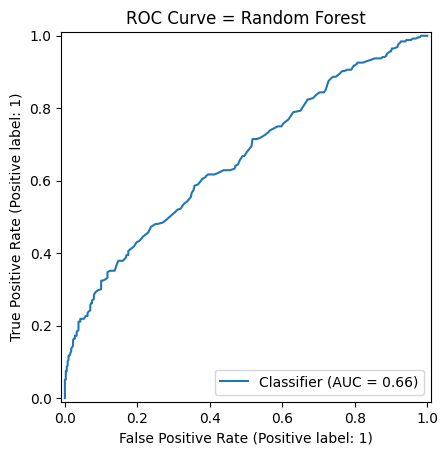 ROC Curve = Random Forest
True Positive Rate (Positive label: 1)
1.0
0.8
0.6
0.4
0.2
0.0
Classifier (AUC = 0.66)
0.0 0.2 0.4 0.6 0.8 1.0
False Positive Rate (Positive label: 1)